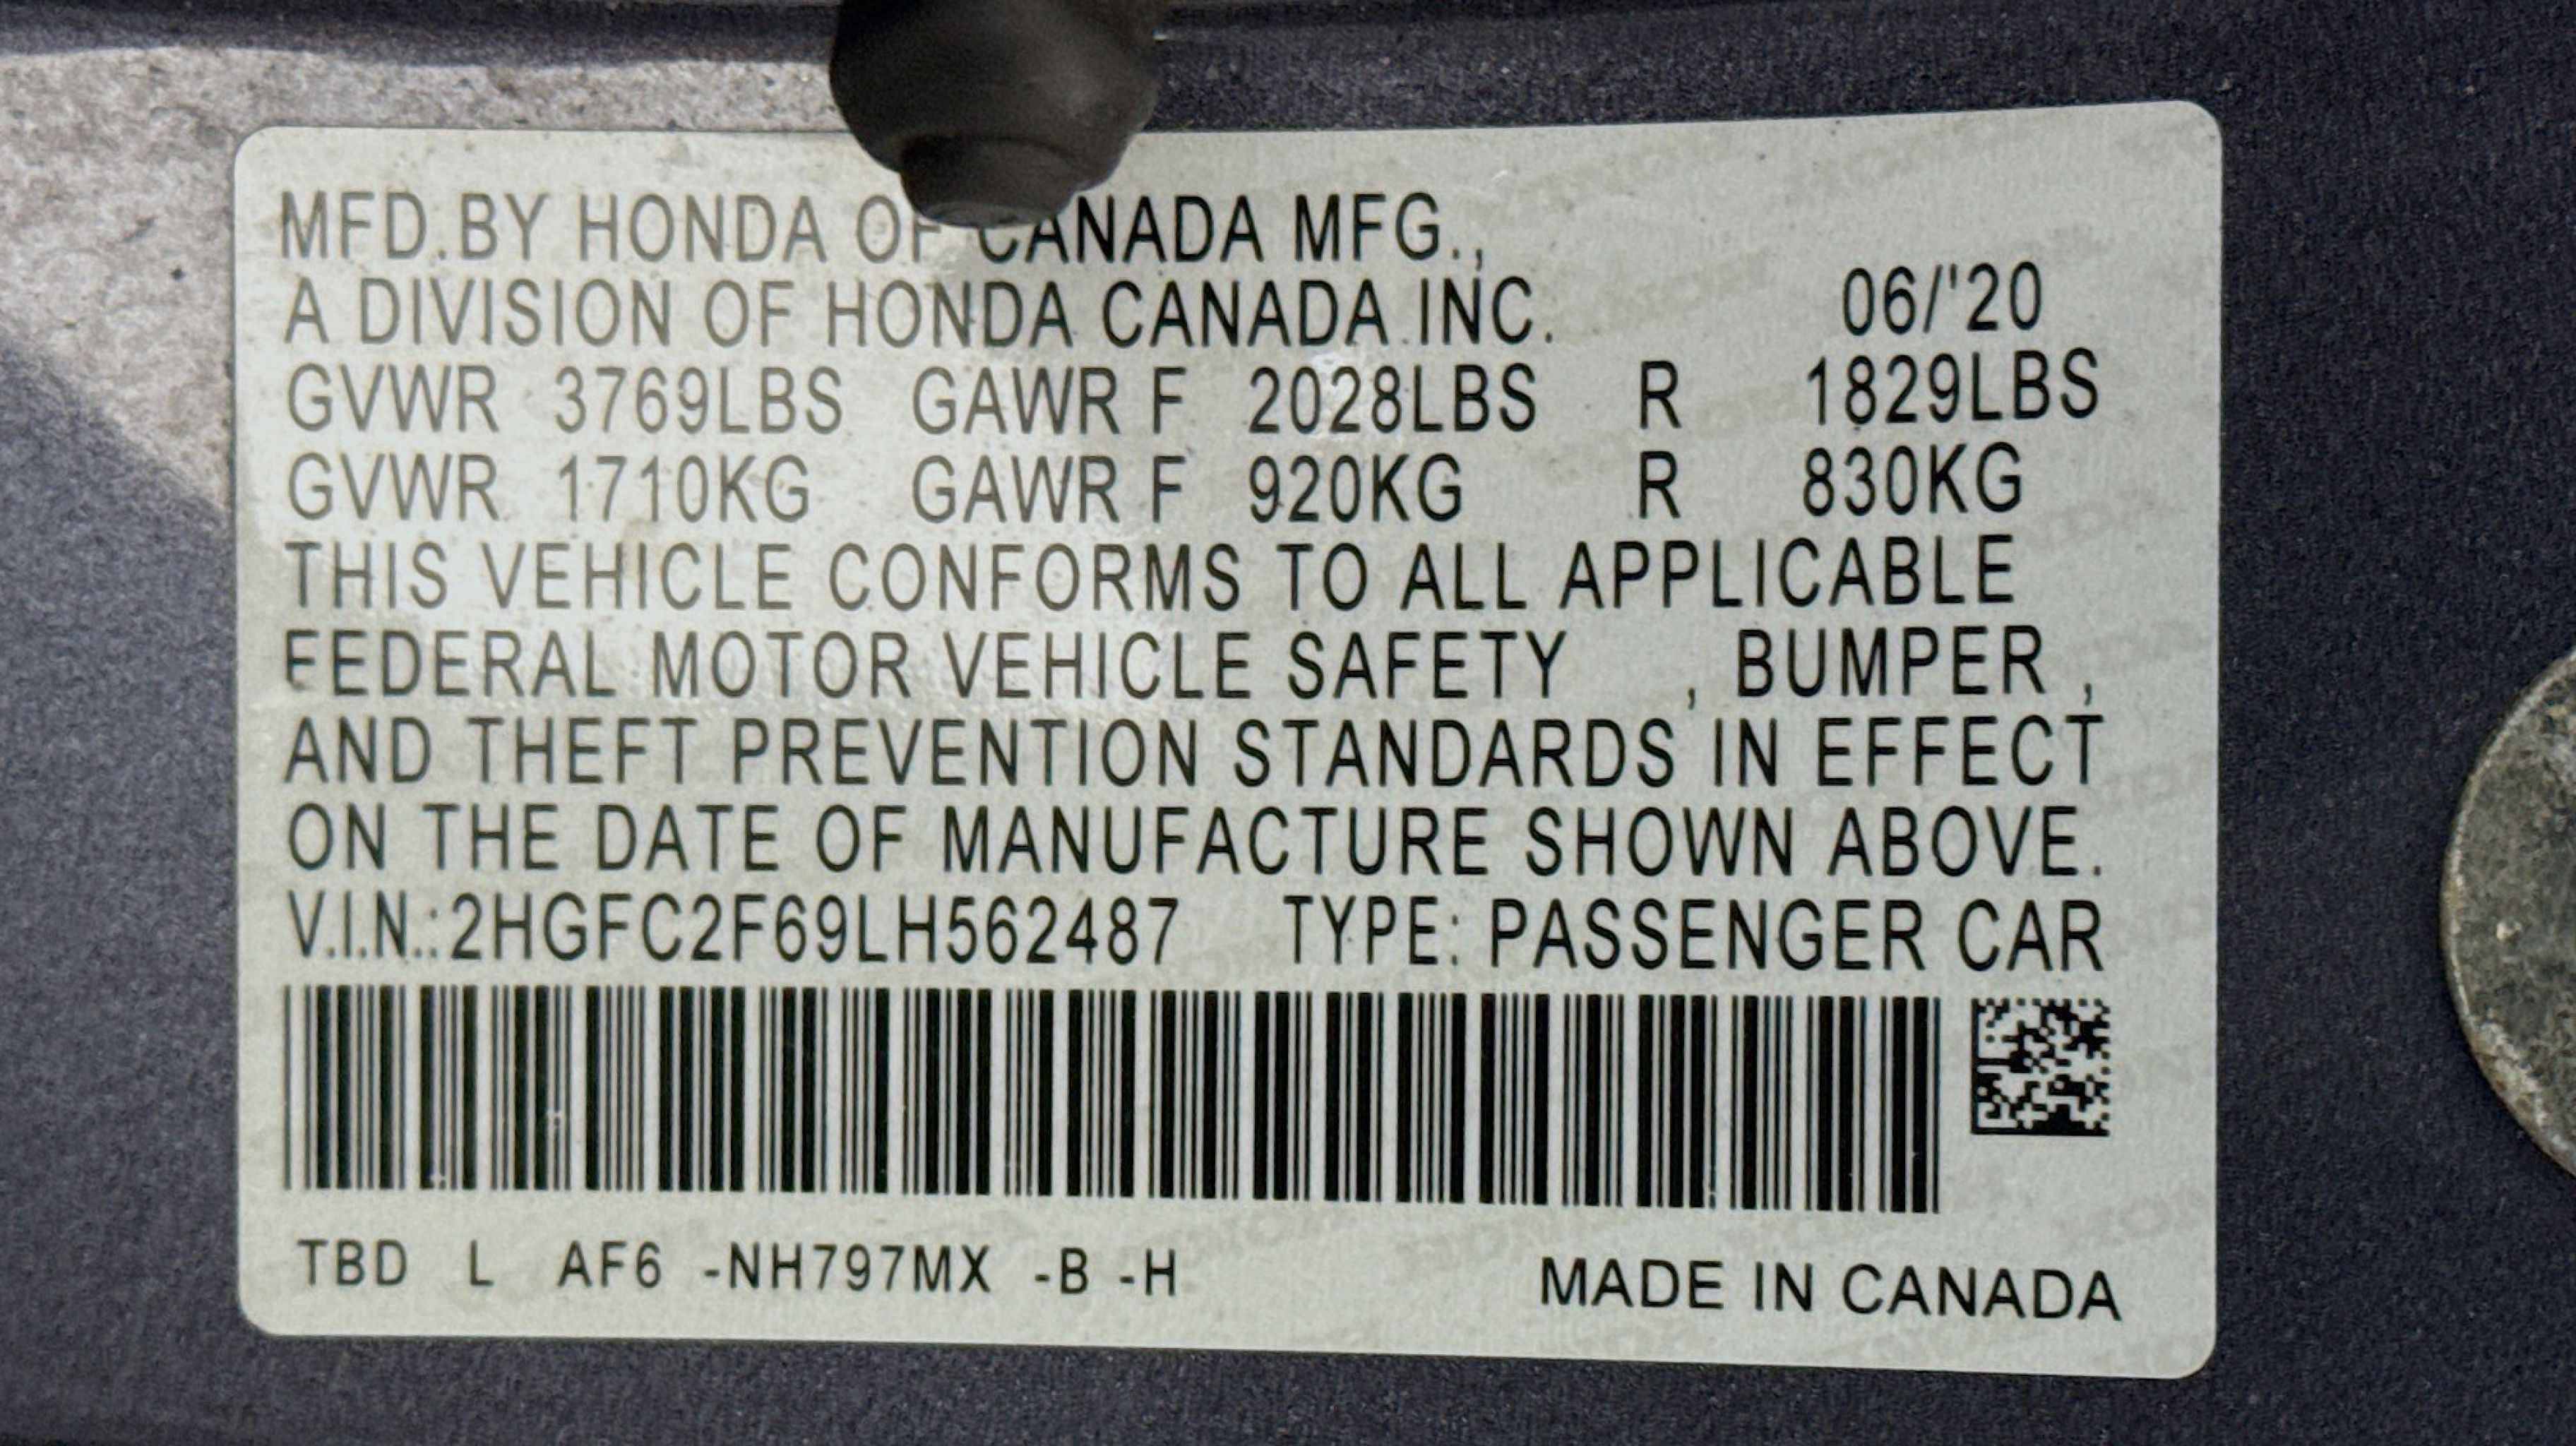 MFD.BY HONDA OF CANADA MFG.,
A DIVISION OF HONDA CANADA INC. 06/'20
GVWR 3769LBS GAWR F 2028LBS R 1829LBS
GVWR 1710KG GAWR F 920KG R 830KG
THIS VEHICLE CONFORMS TO ALL APPLICABLE
FEDERAL MOTOR VEHICLE SAFETY , BUMPER ,
AND THEFT PREVENTION STANDARDS IN EFFECT
ON THE DATE OF MANUFACTURE SHOWN ABOVE.
V.I.N.:2HGFC2F69LH562487 TYPE: PASSENGER CAR
TBD L AF6 -NH797MX -B -H MADE IN CANADA